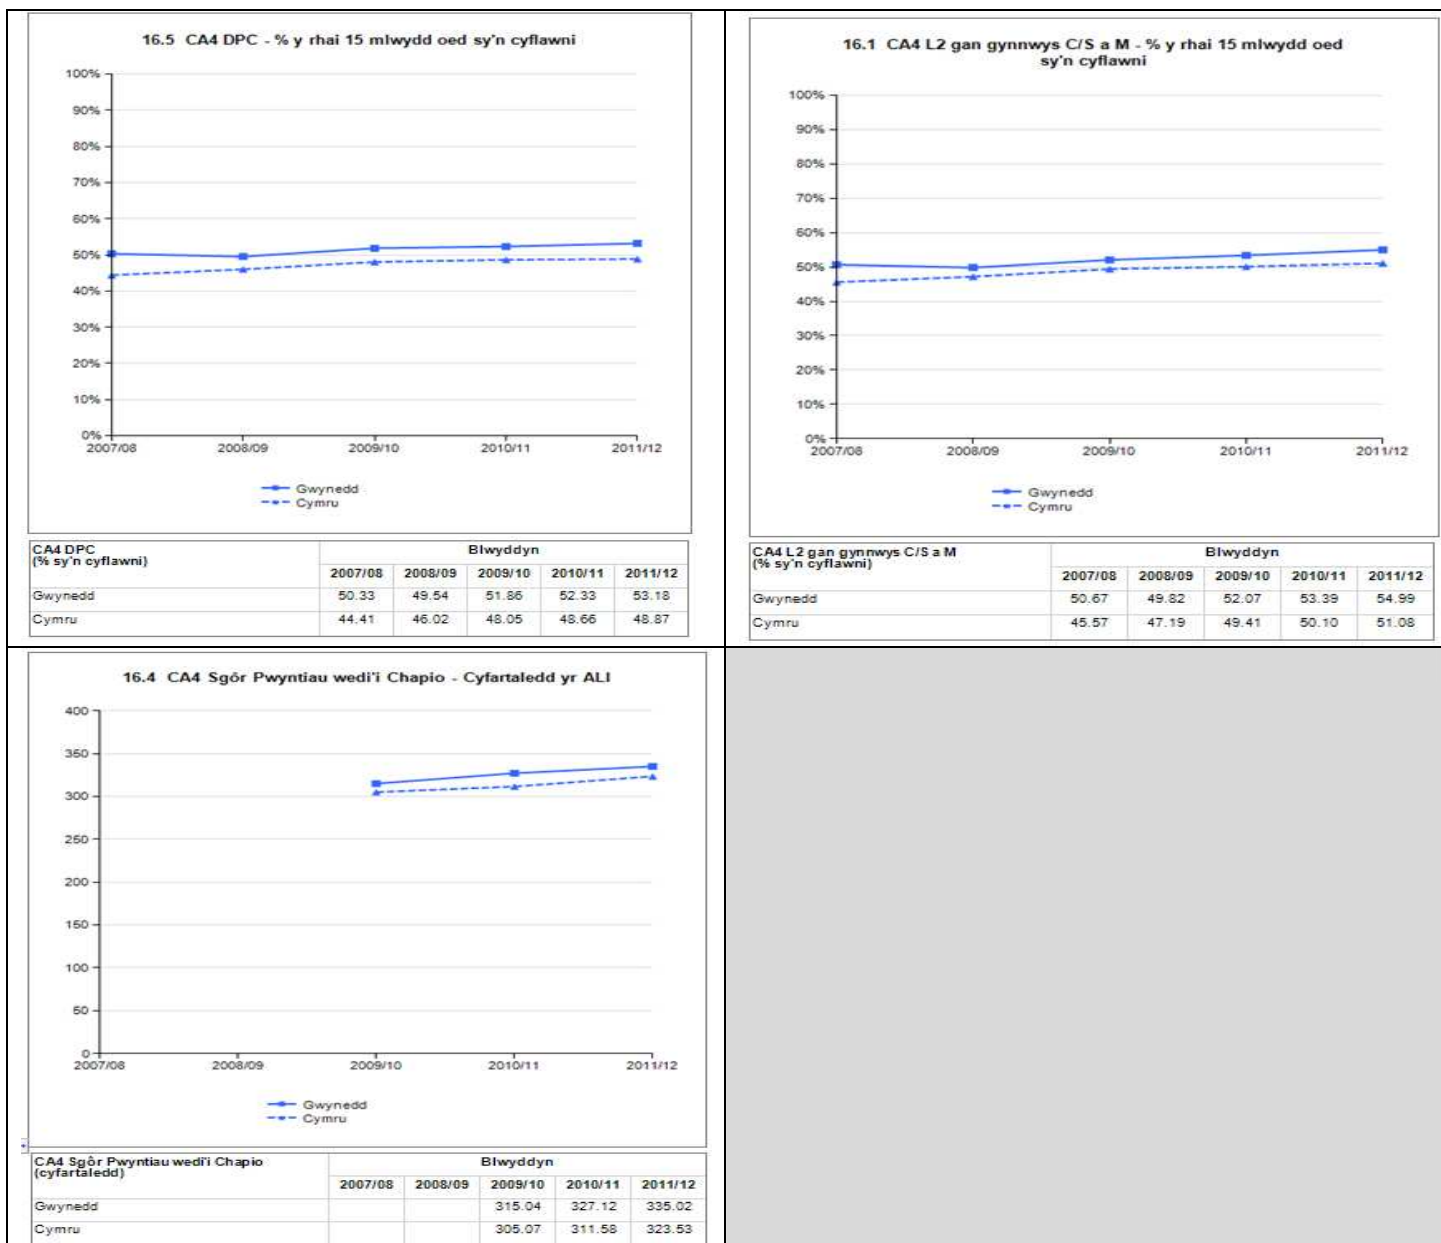 16.5 CA4 DPC - % y rhai 15 mlwydd oed sy'n cyflawni
100%
90%
80%
70%
60%
50%
40%
30%
20%
10%
0%
2007/08 2008/09 2009/10 2010/11 2011/12
Gwynedd
Cymru
CA4 DPC Blwyddyn
(% sy'n cyflawni)
2007/08 2008/09 2009/10 2010/11 2011/12
Gwynedd 50.33 49.54 51.86 52.33 53.18
Cymru 44.41 46.02 48.05 48.66 48.87
16.1 CA4 L2 gan gynnwys C/S a M - % y rhai 15 mlwydd oed
sy'n cyflawni
100%
90%
80%
70%
60%
50%
40%
30%
20%
10%
0%
2007/08 2008/09 2009/10 2010/11 2011/12
Gwynedd
Cymru
CA4 L2 gan gynnwys C/S a M Blwyddyn
(% sy'n cyflawni)
2007/08 2008/09 2009/10 2010/11 2011/12
Gwynedd 50.67 49.82 52.07 53.39 54.99
Cymru 45.57 47.19 49.41 50.10 51.08
16.4 CA4 Sgôr Pwyntiau wedi'i Chapio - Cyfartaledd yr ALl
400
350
300
250
200
150
100
50
0
2007/08 2008/09 2009/10 2010/11 2011/12
Gwynedd
Cymru
CA4 Sgôr Pwyntiau wedi'i Chapio Blwyddyn
(cyfartaledd)
2007/08 2008/09 2009/10 2010/11 2011/12
Gwynedd 315.04 327.12 335.02
Cymru 305.07 311.58 323.53